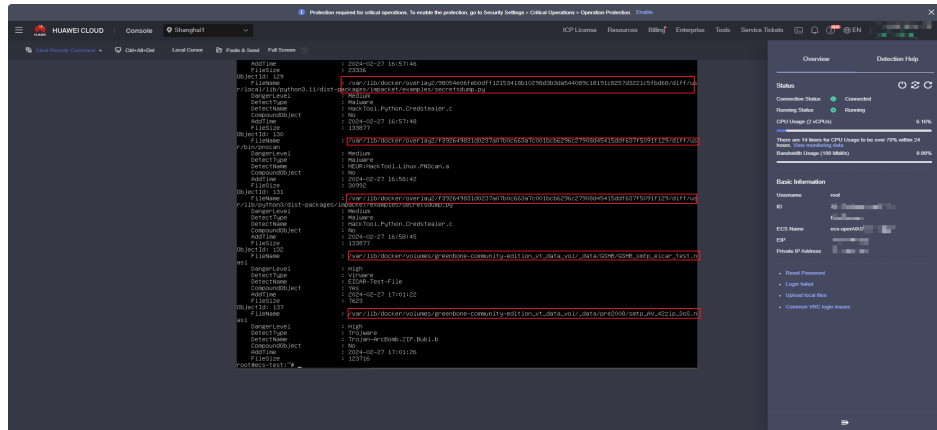 Protection required for critical operations. To enable the protection, go to Security Settings > Critical Operations > Operation Protection Enable
HUAWEI CLOUD Console Shanghai1 ICP License Resources Billing Enterprise Tools Service Tickets EN
Send Remote Command Ctrl+Alt+Del Local Cursor Paste & Send Full Screen
AddTime : 2024-02-27 16:57:46
FileSize : 23336
ObjectId: 129
FileName : /var/lib/docker/overlay2/
r/local/lib/python3.11/dist-packages/impacket/examples/secretsdump.py
DangerLevel : Medium
DetectType : Malware
DetectName : HackTool.Python.Credstealer.c
CompoundObject : No
AddTime : 2024-02-27 16:57:48
FileSize : 133877
ObjectId: 130
FileName : /var/lib/docker/overlay2/
r/bin/pnscan
DangerLevel : Medium
DetectType : Malware
DetectName : HEUR:HackTool.Linux.PNScan.a
CompoundObject : No
AddTime : 2024-02-27 16:58:42
FileSize : 30992
ObjectId: 131
FileName : /var/lib/docker/overlay2/
r/lib/python3/dist-packages/impacket/examples/secretsdump.py
DangerLevel : Medium
DetectType : Malware
DetectName : HackTool.Python.Credstealer.c
CompoundObject : No
AddTime : 2024-02-27 16:58:45
FileSize : 133877
ObjectId: 132
FileName : /var/lib/docker/volumes/greenbone-community-edition_vt_data_vol/_data/GSHB/GSHB_smtp_eicar_test.n
asl
DangerLevel : High
DetectType : Virware
DetectName : EICAR-Test-File
CompoundObject : Yes
AddTime : 2024-02-27 17:01:22
FileSize : 7623
ObjectId: 137
FileName : /var/lib/docker/volumes/greenbone-community-edition_vt_data_vol/_data/pre2008/smtp_AV_42zip_DoS.n
asl
DangerLevel : High
DetectType : Trojware
DetectName : Trojan-ArcBomb.ZIP.Bubl.b
CompoundObject : No
AddTime : 2024-02-27 17:01:26
FileSize : 123716
root@ecs-test:~# _
Overview Detection Help
Status
Connection Status Connected
Running Status Running
CPU Usage (2 vCPUs) 6.16%
There are 14 times for CPU Usage to be over 70% within 24
hours. View monitoring data
Bandwidth Usage (100 Mbit/s) 0.00%
Basic Information
Username root
ID
ECS Name ecs-openVAS
EIP
Private IP Address
Reset Password
Login failed
Upload local files
Common VNC login issues